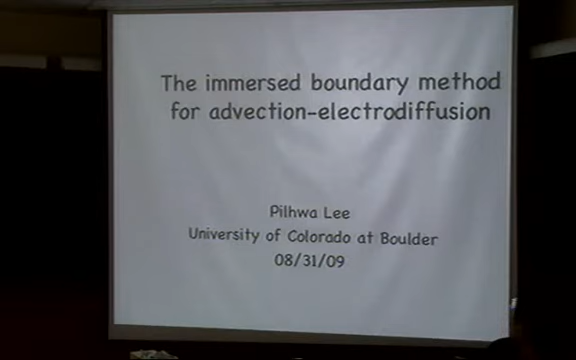 The immersed boundary method
for advection-electrodiffusion
Pilhwa Lee
University of Colorado at Boulder
08/31/09